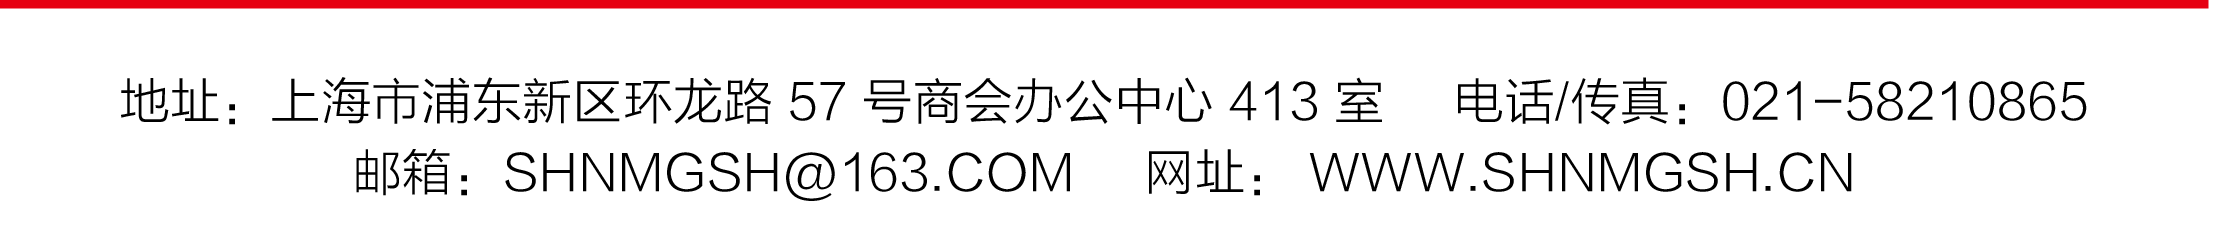 地址：上海市浦东新区环龙路 57 号商会办公中心 413 室　电话/传真：021-58210865
邮箱：SHNMGSH@163.COM　网址： WWW.SHNMGSH.CN